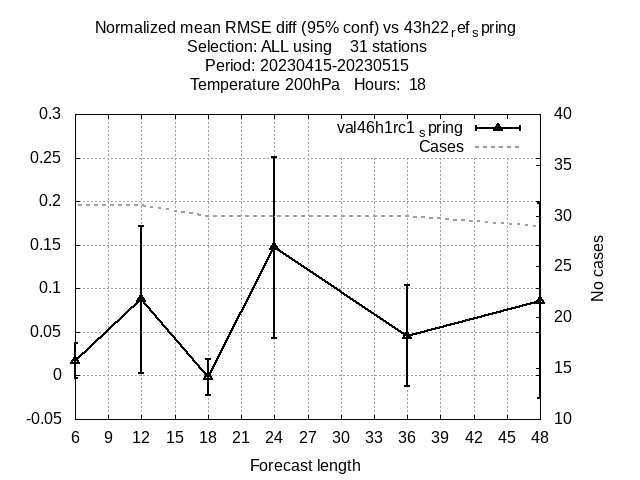 Normalized mean RMSE diff (95% conf) vs 43h22refspring
Selection: ALL using    31 stations
Period: 20230415-20230515
Temperature 200hPa   Hours:  18
0.3
0.25
0.2
0.15
0.1
0.05
0
-0.05
40
35
30
25
20
15
10
val46h1rc1spring
Cases
No cases
6 9 12 15 18 21 24 27 30 33 36 39 42 45 48
Forecast length